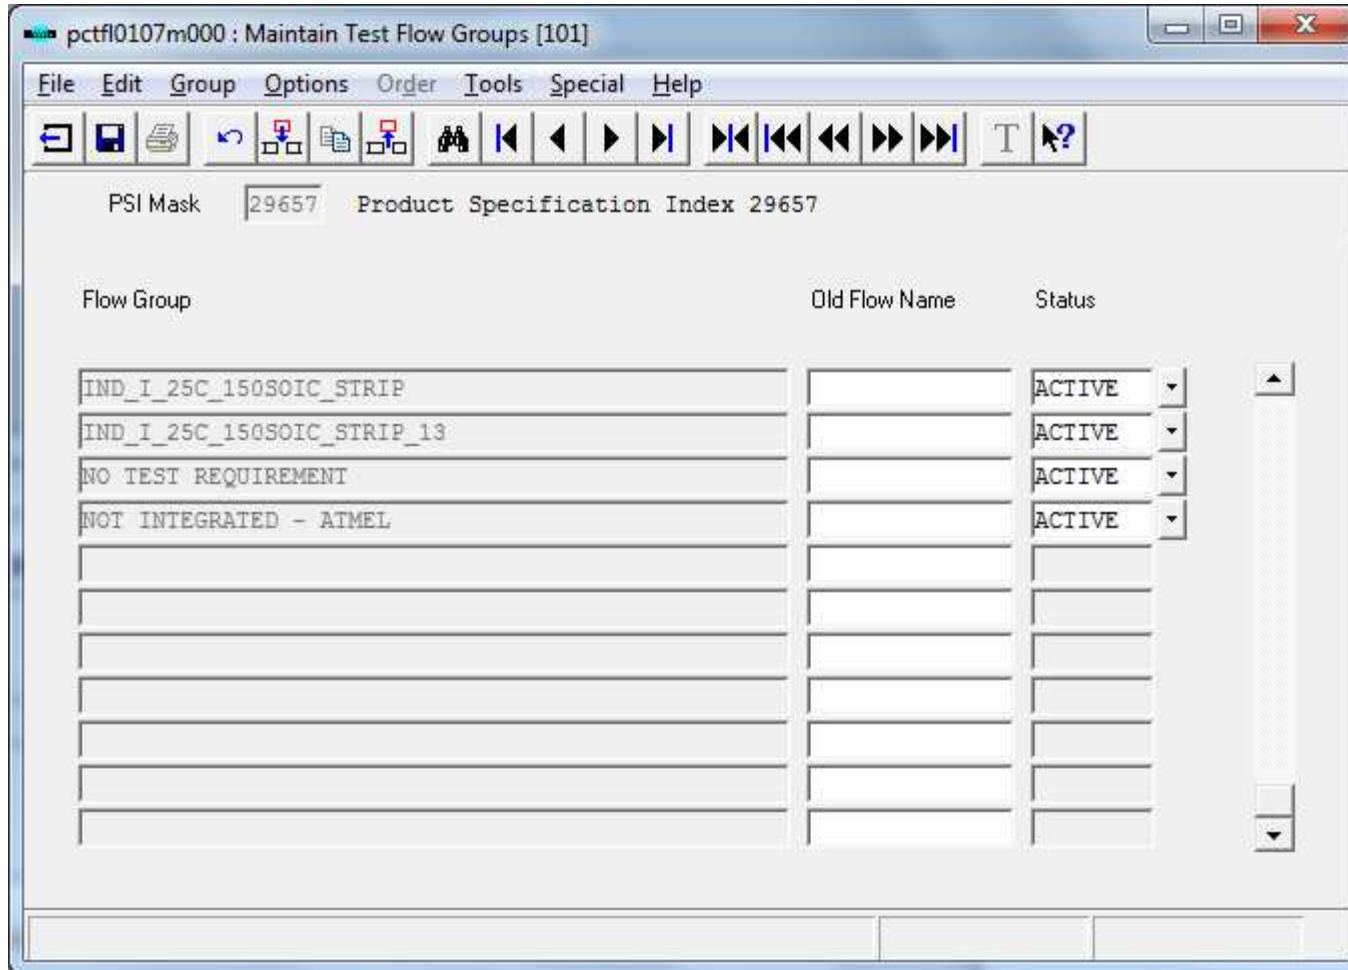 pctfl0107m000 : Maintain Test Flow Groups [101]
File Edit Group Options Order Tools Special Help
T ?
PSI Mask 29657 Product Specification Index 29657
Flow Group Old Flow Name Status
IND_I_25C_150SOIC_STRIP ACTIVE
IND_I_25C_150SOIC_STRIP_13 ACTIVE
NO TEST REQUIREMENT ACTIVE
NOT INTEGRATED - ATMEL ACTIVE